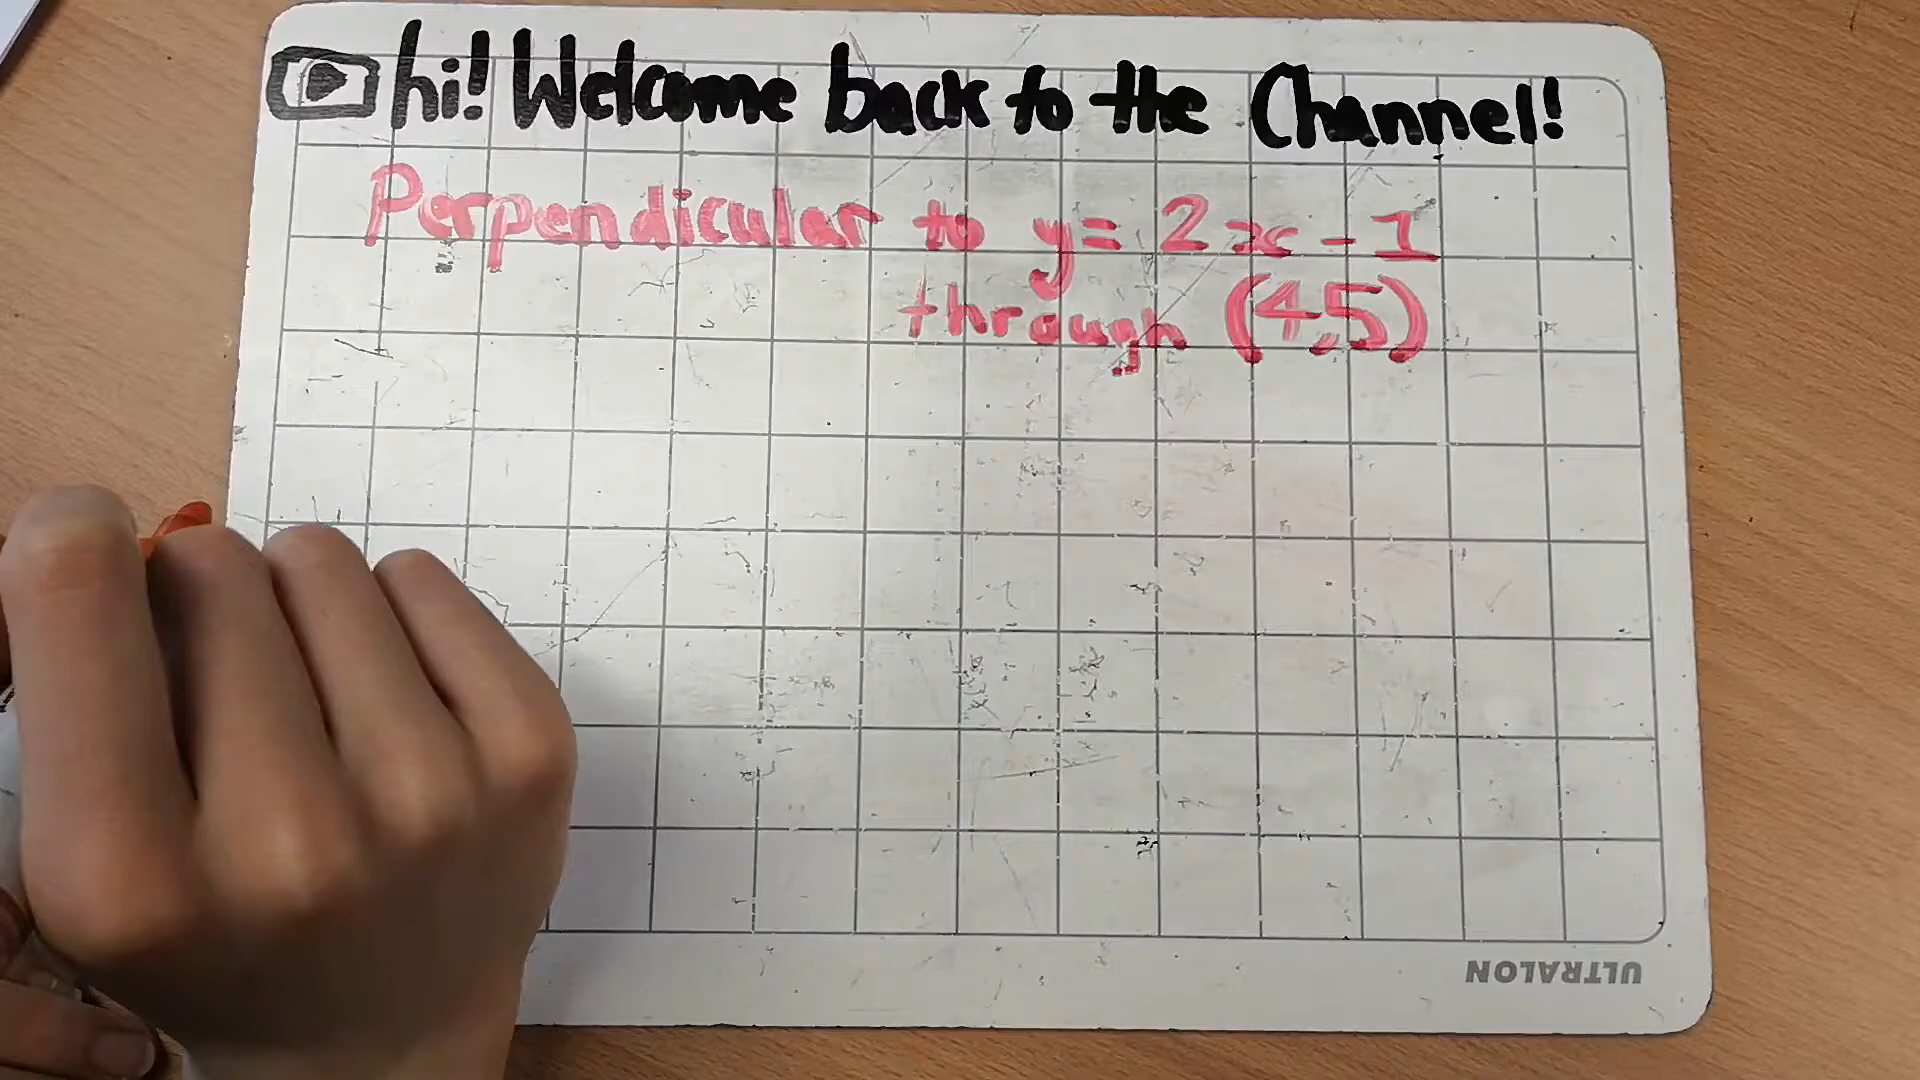 hi! Welcome back to the Channel!
Perpendicular to y = 2x - 1
through (4,5)
ULTRALON